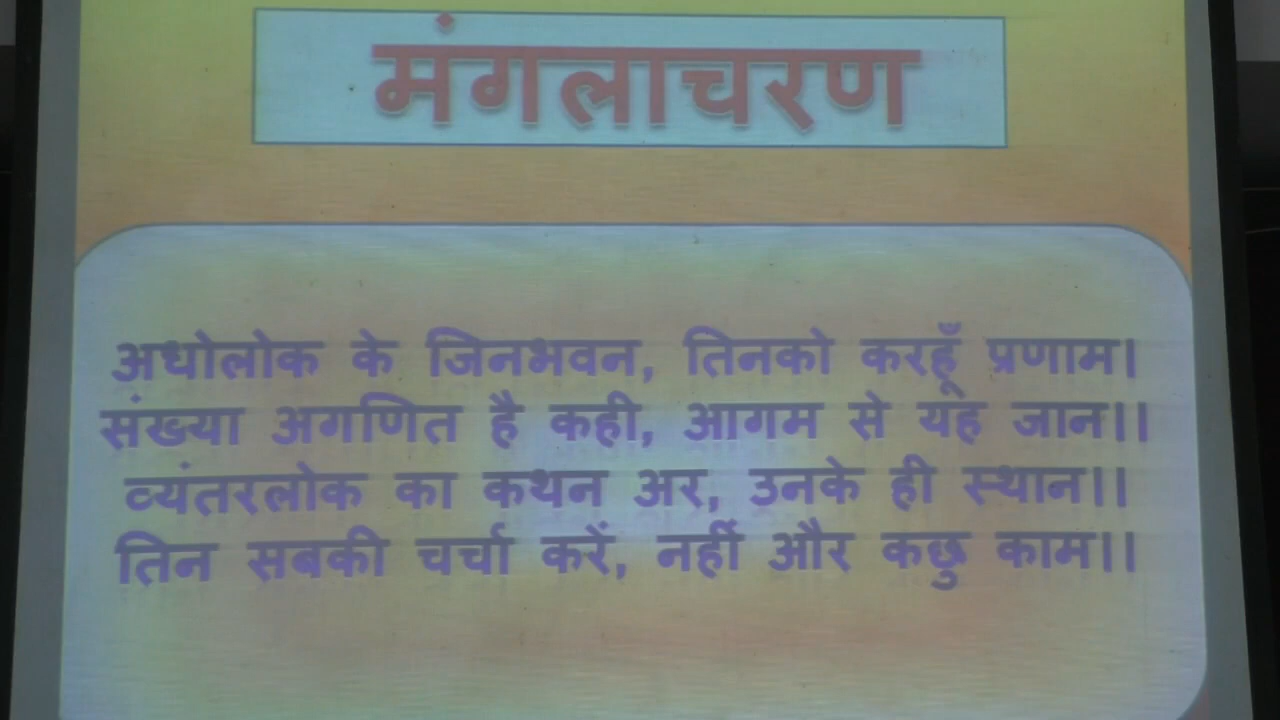 मंगलाचरण
अधोलोक के जिनभवन, तिनको करहूँ प्रणाम।
संख्या अगणित है कही, आगम से यह जान।।
व्यंतरलोक का कथन अर, उनके ही स्थान।।
तिन सबकी चर्चा करें, नहीं और कछु काम।।